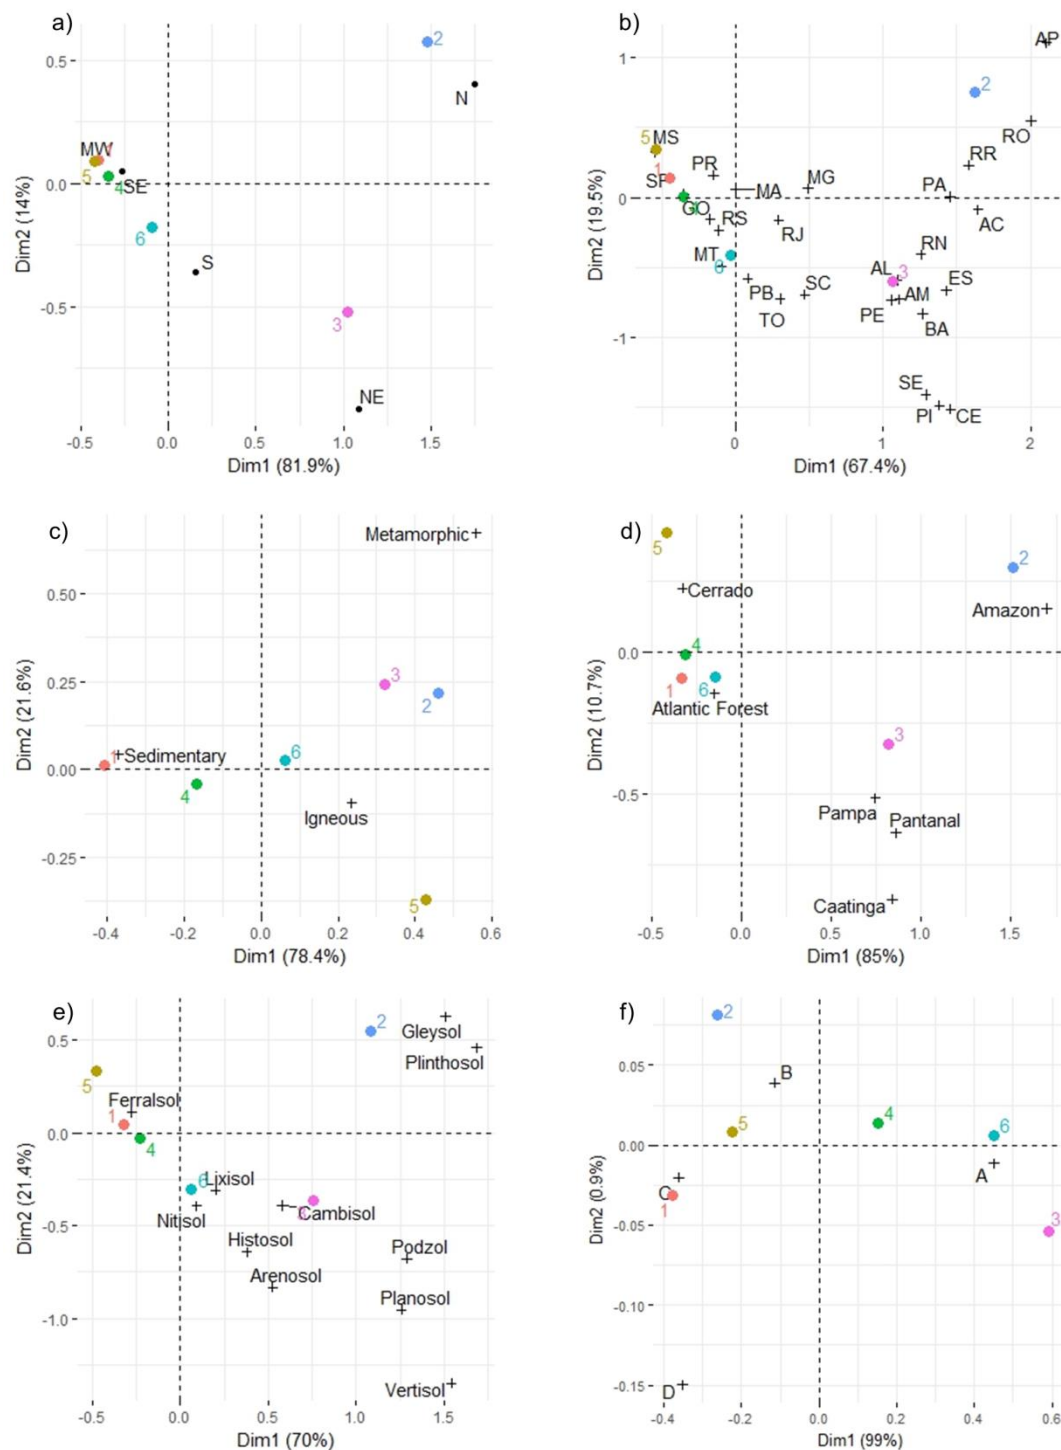 a)
0.5
0.0
-0.5
Dim2 (14%)
2
N
MW
1
5
4
SE
6
S
3
NE
-0.5
0.0
0.5
1.0
1.5
Dim1 (81.9%)
b)
1
0
-1
Dim2 (19.5%)
AP
2
RO
5
MS
RR
PR
1
SP
MA
MG
PA
GO
4
RS
RJ
AC
MT
6
RN
AL
3
ES
PB
SC
AM
TO
PE
BA
SE
PI
CE
0
1
2
Dim1 (67.4%)
c)
0.50
0.25
0.00
-0.25
Dim2 (21.6%)
Metamorphic
3
2
1
Sedimentary
6
4
Igneous
5
-0.4
-0.2
0.0
0.2
0.4
0.6
Dim1 (78.4%)
d)
0.0
-0.5
Dim2 (10.7%)
5
2
Cerrado
Amazon
4
1
6
Atlantic Forest
3
Pampa
Pantanal
Caatinga
-0.5
0.0
0.5
1.0
1.5
Dim1 (85%)
e)
0.5
0.0
-0.5
-1.0
Dim2 (21.4%)
2
Gleysol
Plinthosol
5
Ferralsol
1
4
6
Lixisol
Nitisol
3
Cambisol
Histosol
Podzol
Arenosol
Planosol
Vertisol
-0.5
0.0
0.5
1.0
1.5
Dim1 (70%)
f)
0.05
0.00
-0.05
-0.10
-0.15
Dim2 (0.9%)
2
B
5
4
6
A
C
1
3
D
-0.4
-0.2
0.0
0.2
0.4
0.6
Dim1 (99%)